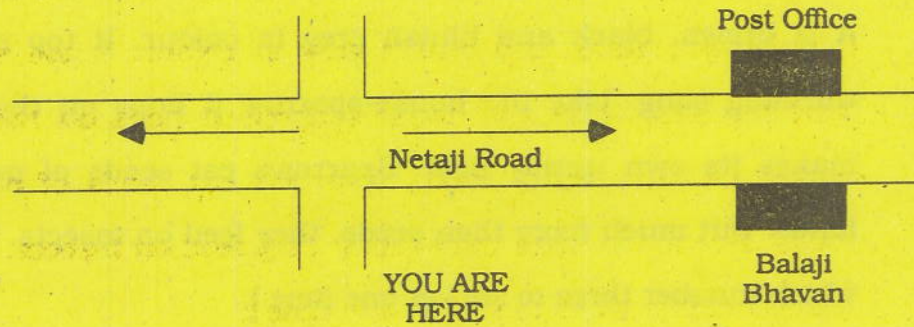 Post Office
Netaji Road
YOU ARE
HERE
Balaji
Bhavan